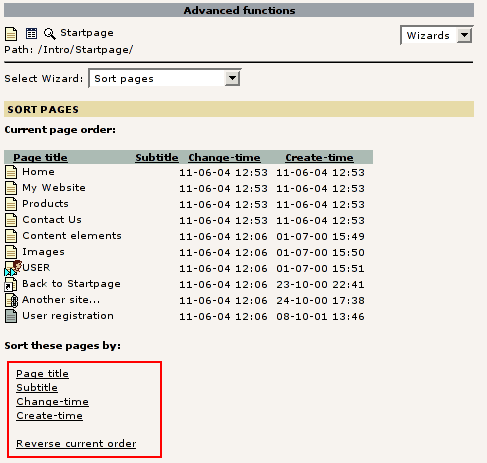 Advanced functions
Startpage Wizards
Path: /Intro/Startpage/
Select Wizard: Sort pages
SORT PAGES
Current page order:
Page title Subtitle Change-time Create-time
Home 11-06-04 12:53 11-06-04 12:53
My Website 11-06-04 12:53 11-06-04 12:53
Products 11-06-04 12:53 11-06-04 12:53
Contact Us 11-06-04 12:53 11-06-04 12:53
Content elements 11-06-04 12:06 01-07-00 15:49
Images 11-06-04 12:06 01-07-00 15:50
USER 11-06-04 12:06 01-07-00 15:51
Back to Startpage 11-06-04 12:06 23-10-00 22:41
Another site... 11-06-04 12:06 24-10-00 17:38
User registration 11-06-04 12:06 08-10-01 13:46
Sort these pages by:
Page title
Subtitle
Change-time
Create-time
Reverse current order